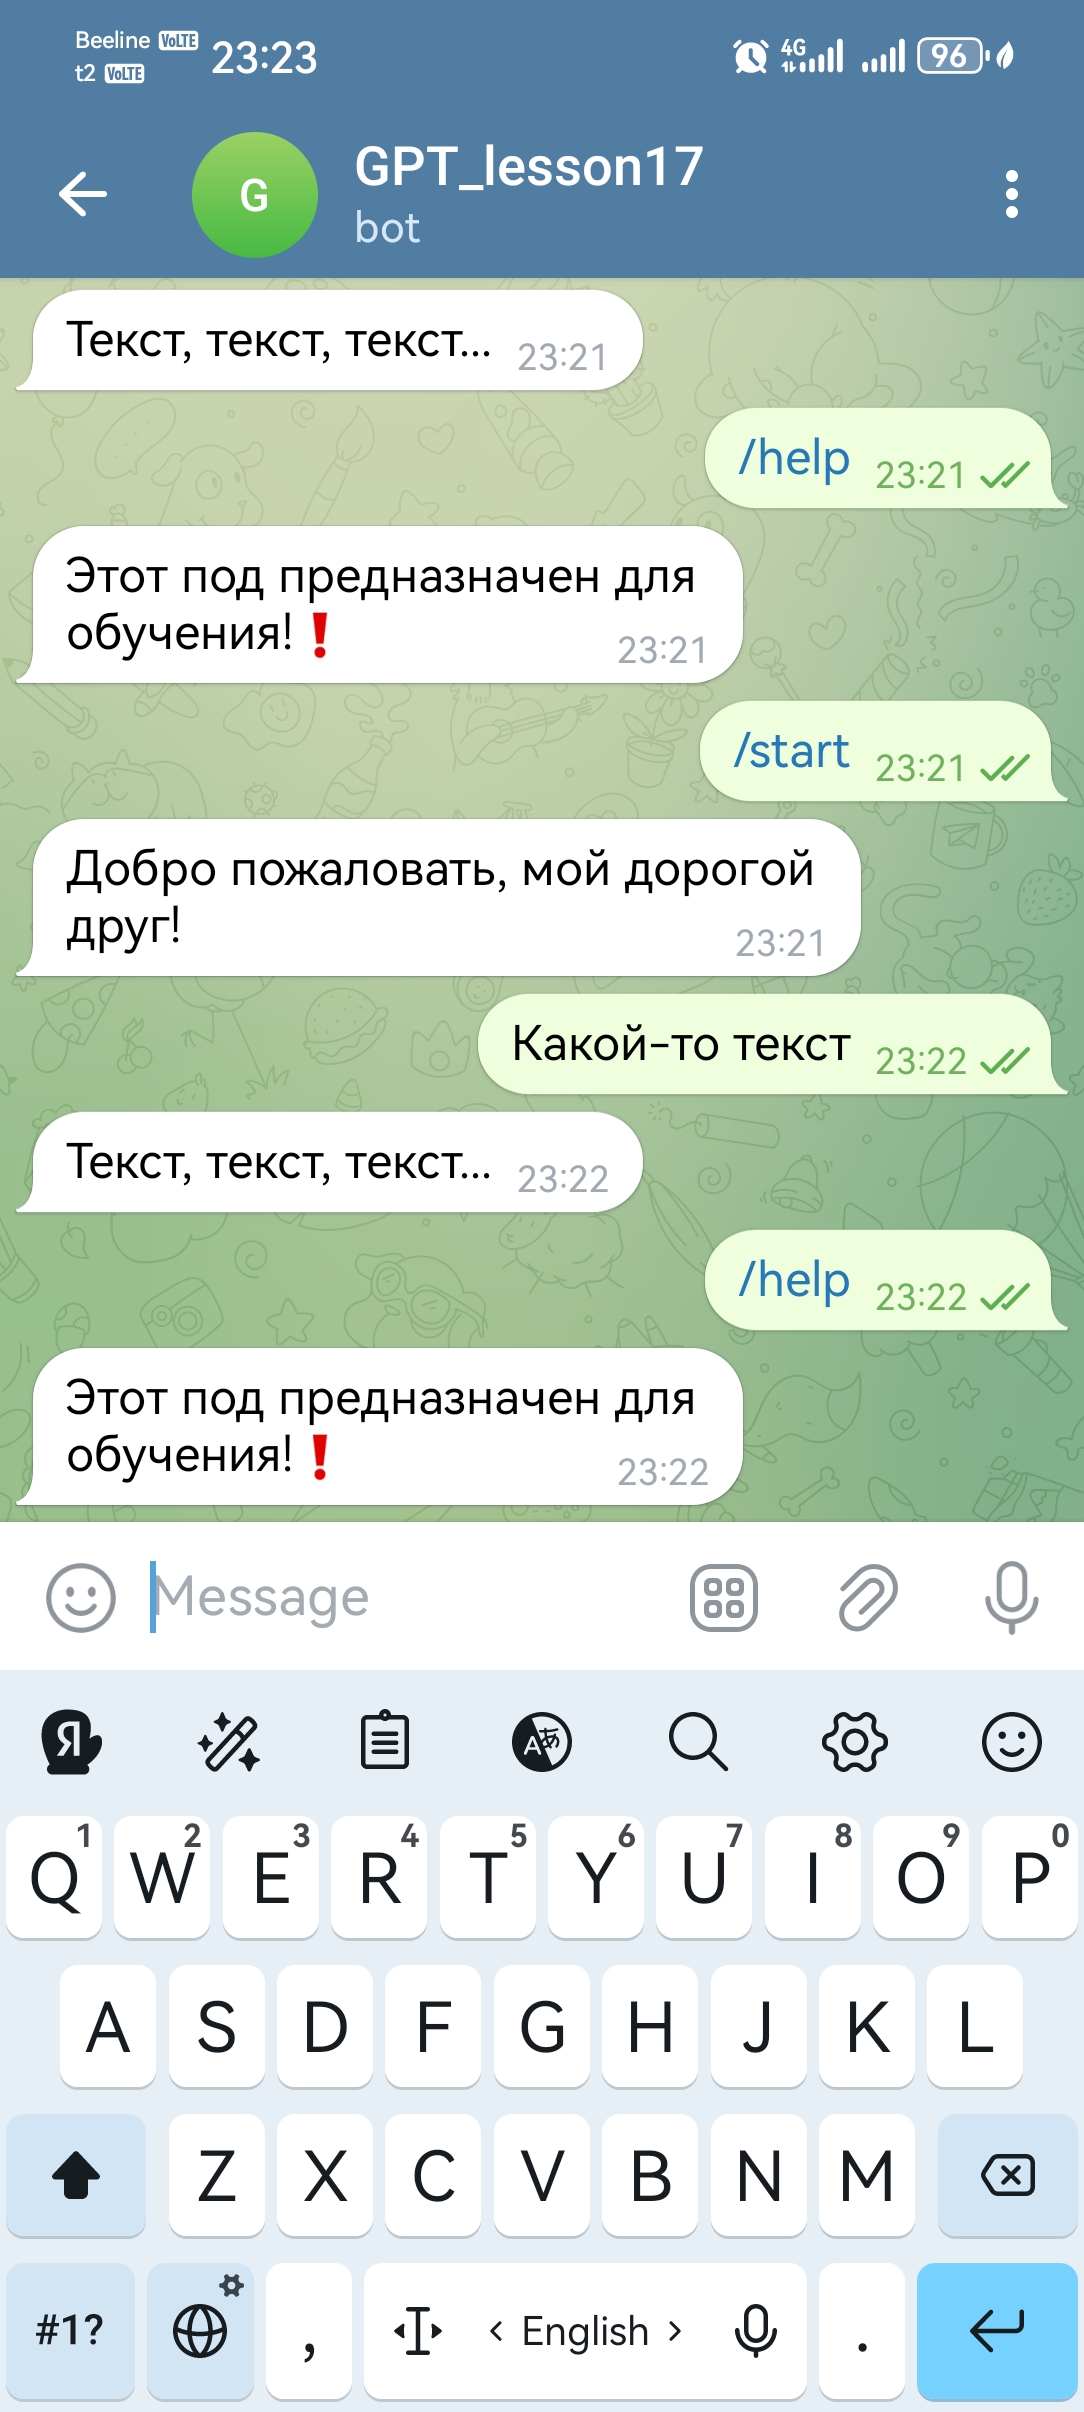 Beeline VoLTE 23:23 4G 96
t2 VoLTE
G
GPT_lesson17
bot
Текст, текст, текст... 23:21
/help 23:21
Этот под предназначен для
обучения!❗ 23:21
/start 23:21
Добро пожаловать, мой дорогой
друг! 23:21
Какой-то текст 23:22
Текст, текст, текст... 23:22
/help 23:22
Этот под предназначен для
обучения!❗ 23:22
Message
Я A あ
1 2 3 4 5 6 7 8 9 0
Q W E R T Y U I O P
A S D F G H J K L
Z X C V B N M
#1? , < English > .